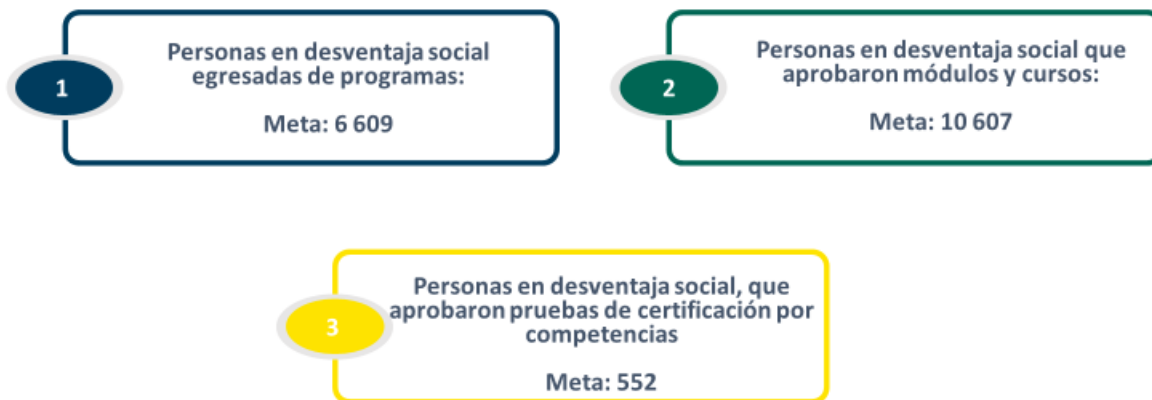 1
Personas en desventaja social
egresadas de programas:
Meta: 6 609
2
Personas en desventaja social que
aprobaron módulos y cursos:
Meta: 10 607
3
Personas en desventaja social, que
aprobaron pruebas de certificación por
competencias
Meta: 552